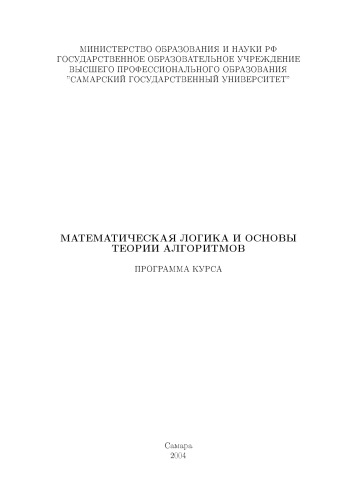 МИНИСТЕРСТВО ОБРАЗОВАНИЯ И НАУКИ РФ
ГОСУДАРСТВЕННОЕ ОБРАЗОВАТЕЛЬНОЕ УЧРЕЖДЕНИЕ
ВЫСШЕГО ПРОФЕССИОНАЛЬНОГО ОБРАЗОВАНИЯ
"САМАРСКИЙ ГОСУДАРСТВЕННЫЙ УНИВЕРСИТЕТ"
МАТЕМАТИЧЕСКАЯ ЛОГИКА И ОСНОВЫ
ТЕОРИИ АЛГОРИТМОВ
ПРОГРАММА КУРСА
Самара
2004